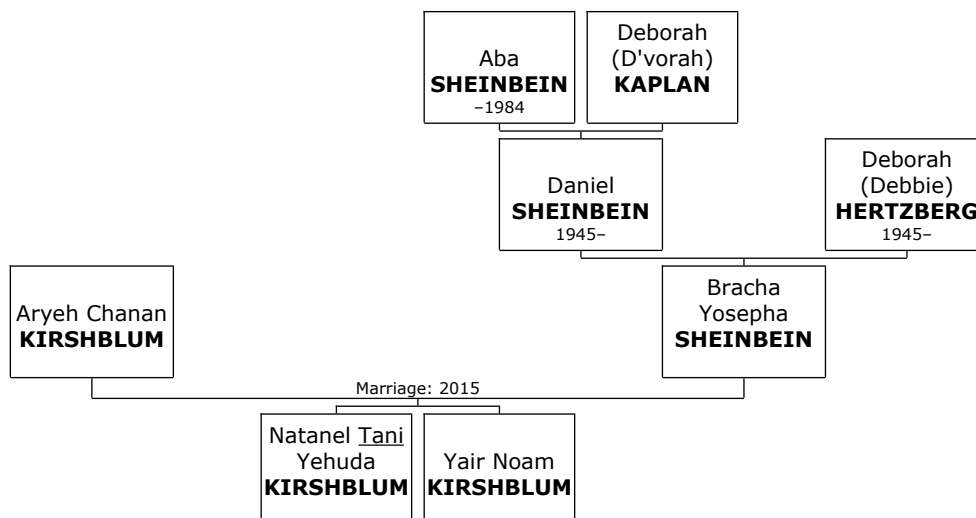 Aba
SHEINBEIN
–1984
Deborah
(D'vorah)
KAPLAN
Daniel
SHEINBEIN
1945–
Deborah
(Debbie)
HERTZBERG
1945–
Aryeh Chanan
KIRSHBLUM
Bracha
Yosepha
SHEINBEIN
Marriage: 2015
Natanel Tani
Yehuda
KIRSHBLUM
Yair Noam
KIRSHBLUM